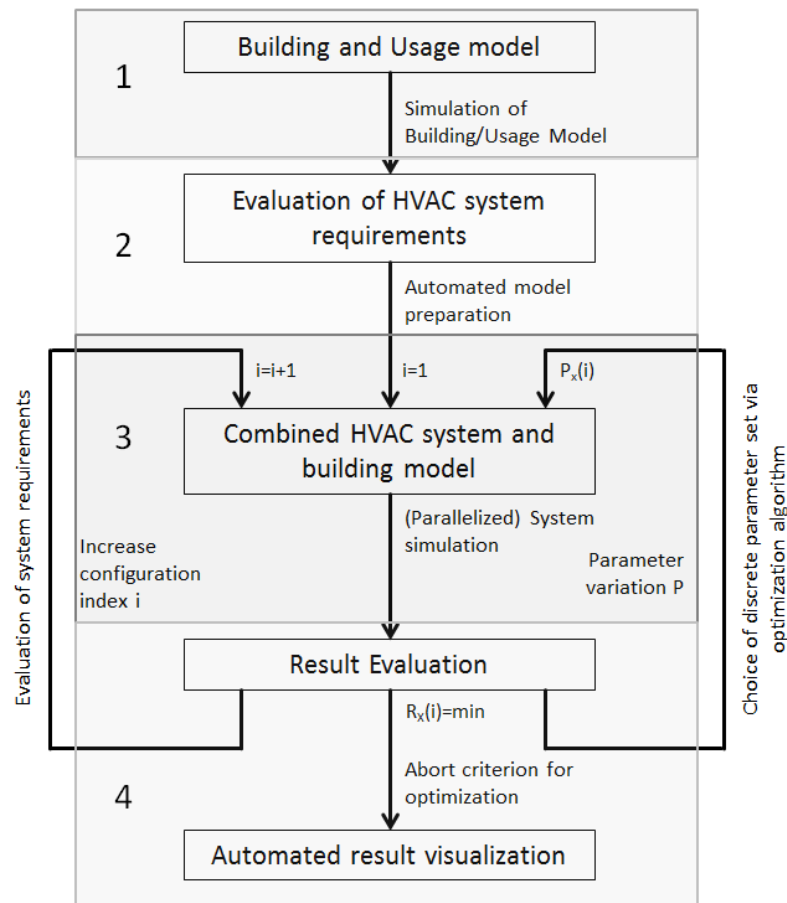 1
Building and Usage model
Simulation of
Building/Usage Model
2
Evaluation of HVAC system
requirements
Automated model
preparation
i=i+1
i=1
Pₓ(i)
3
Combined HVAC system and
building model
(Parallelized) System
simulation
Increase
configuration
index i
Parameter
variation P
Evaluation of system requirements
Choice of discrete parameter set via
optimization algorithm
Result Evaluation
Rₓ(i)=min
4
Abort criterion for
optimization
Automated result visualization